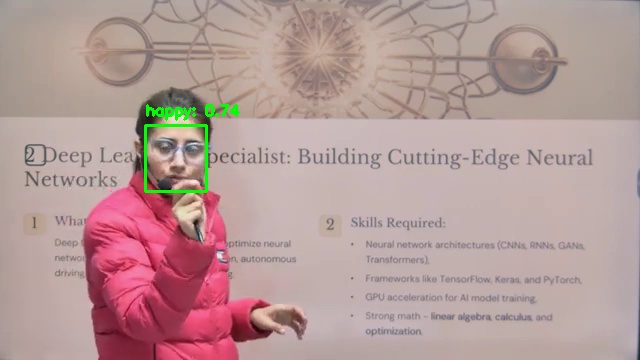 happy: 0.74
2 Deep Lea pecialist: Building Cutting-Edge Neural
Networks
1 What
Deep optimize neural
netwo n, autonomous
driving g.
2 Skills Required:
• Neural network architectures (CNNs, RNNs, GANs,
Transformers).
• Frameworks like TensorFlow, Keras, and PyTorch.
• GPU acceleration for AI model training.
• Strong math – linear algebra, calculus, and
optimization.